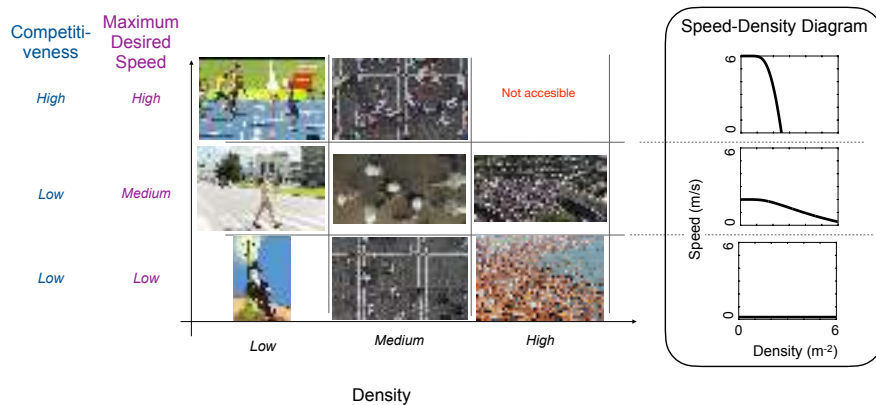 Competiti-
veness
Maximum
Desired
Speed
Speed-Density Diagram
High
High
Not accesible
6
0
Low
Medium
6
0
Speed (m/s)
Low
Low
6
0
0
6
Density (m-2)
Low
Medium
High
Density